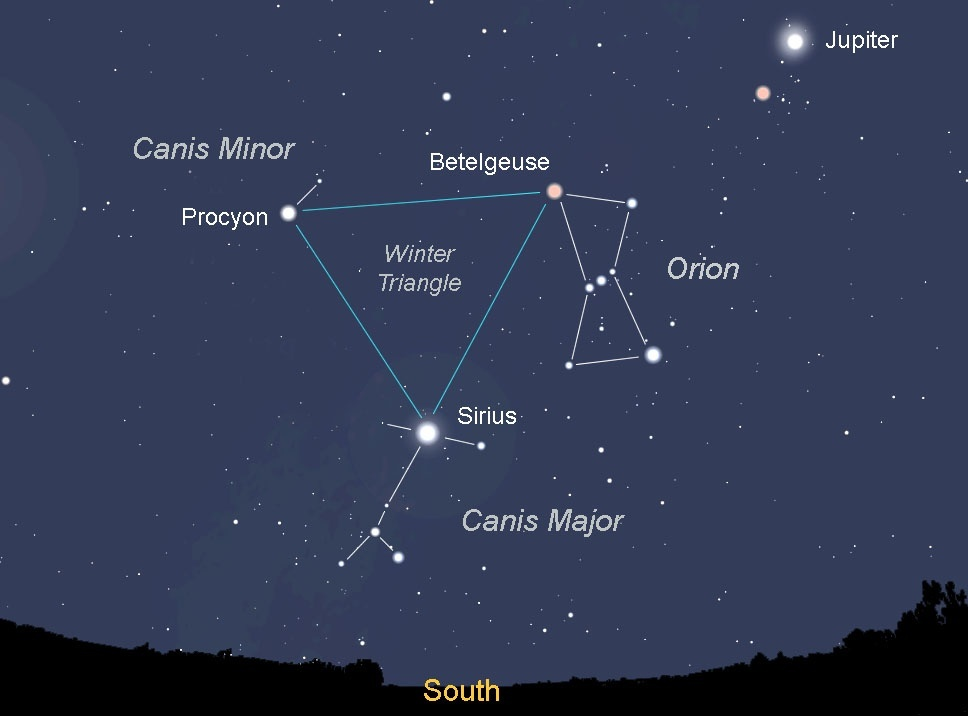 Jupiter
Canis Minor
Betelgeuse
Procyon
Winter
Triangle
Orion
Sirius
Canis Major
South